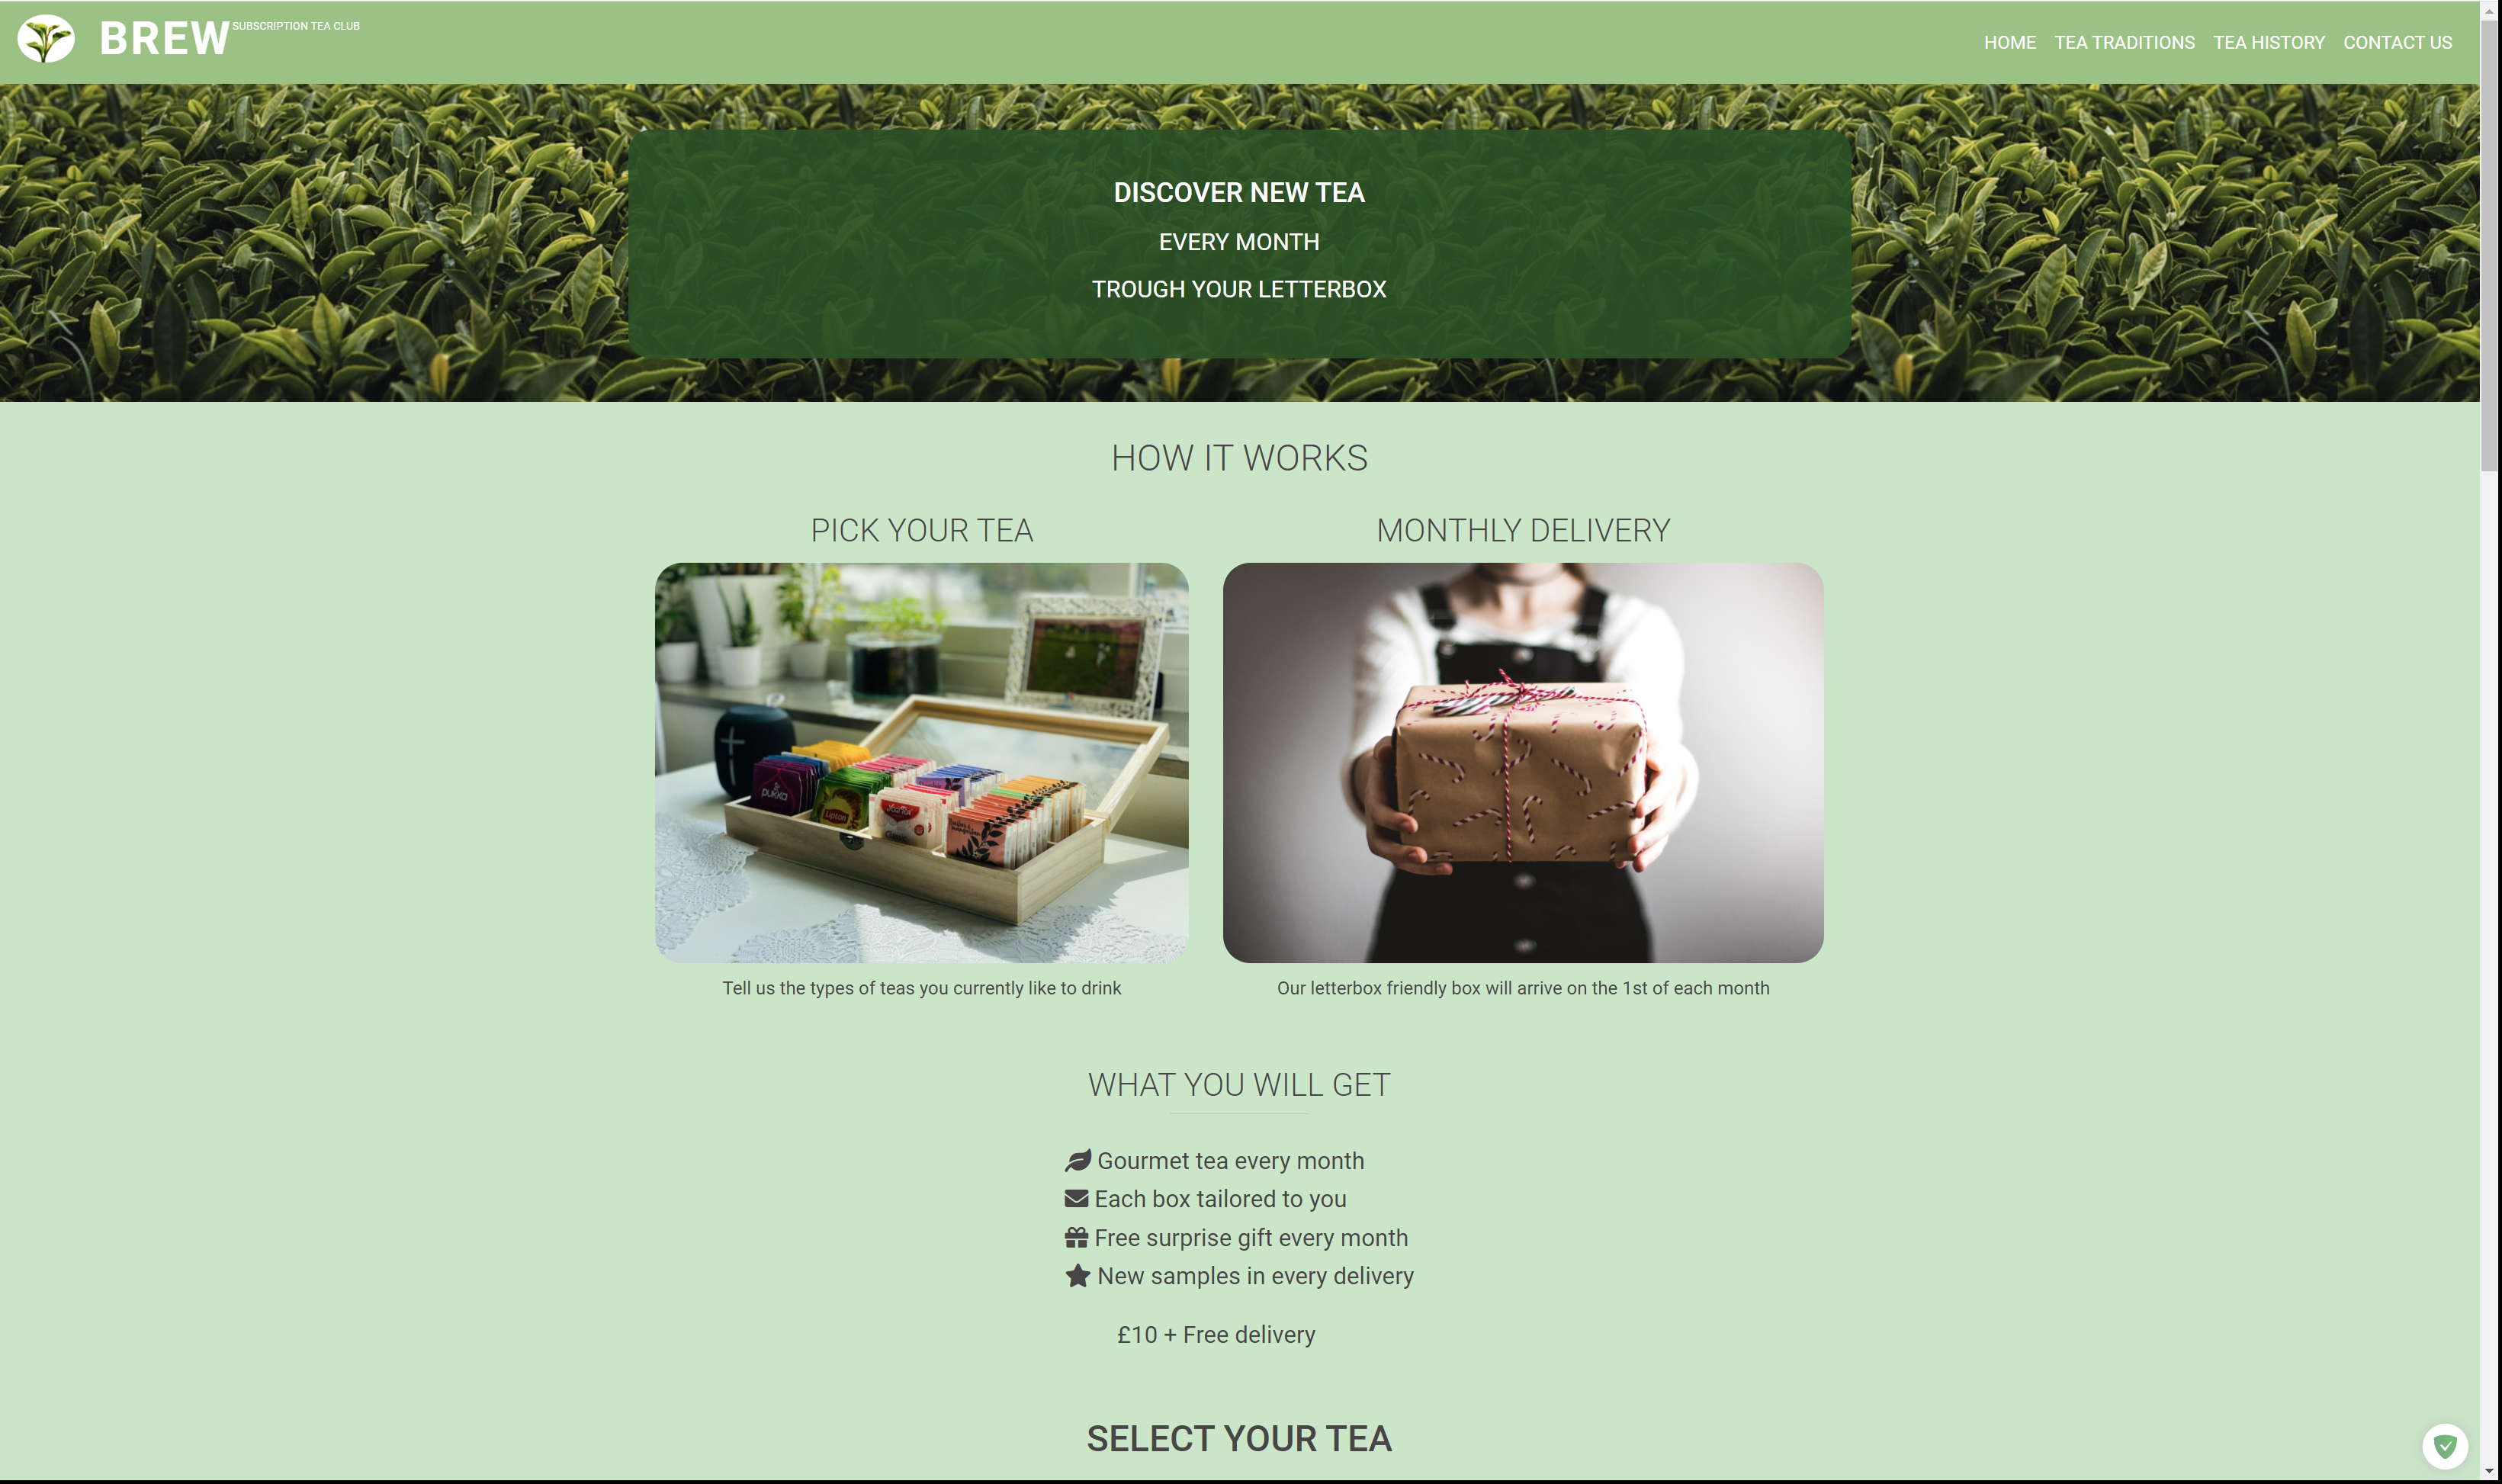 BREW SUBSCRIPTION TEA CLUB
HOME TEA TRADITIONS TEA HISTORY CONTACT US
DISCOVER NEW TEA
EVERY MONTH
TROUGH YOUR LETTERBOX
HOW IT WORKS
PICK YOUR TEA
MONTHLY DELIVERY
pukka
Lipton
Classic
Tell us the types of teas you currently like to drink
Our letterbox friendly box will arrive on the 1st of each month
WHAT YOU WILL GET
Gourmet tea every month
Each box tailored to you
Free surprise gift every month
New samples in every delivery
£10 + Free delivery
SELECT YOUR TEA